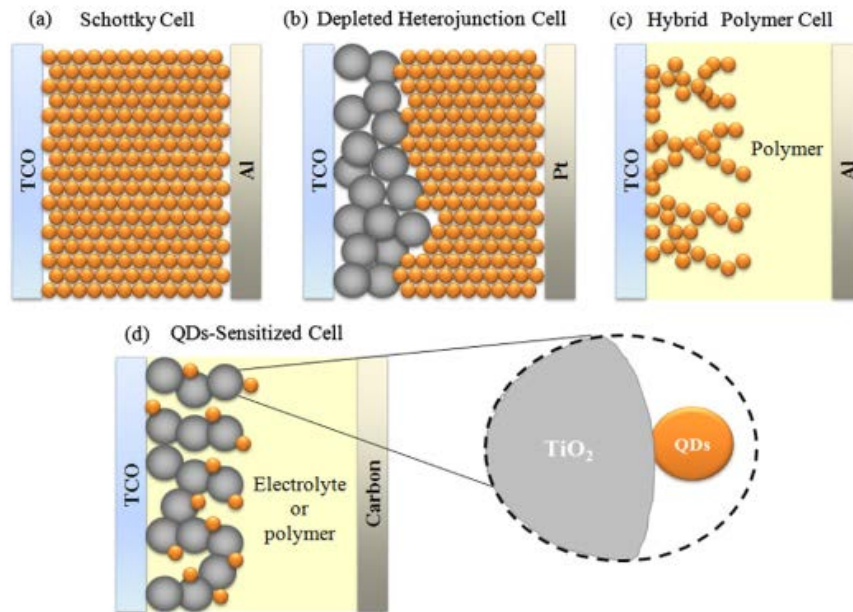 (a) Schottky Cell
(b) Depleted Heterojunction Cell
(c) Hybrid Polymer Cell
TCO
Al
TCO
Pt
TCO
Polymer
Al
(d) QDs-Sensitized Cell
TCO
Electrolyte
or
polymer
Carbon
TiO₂
QDs